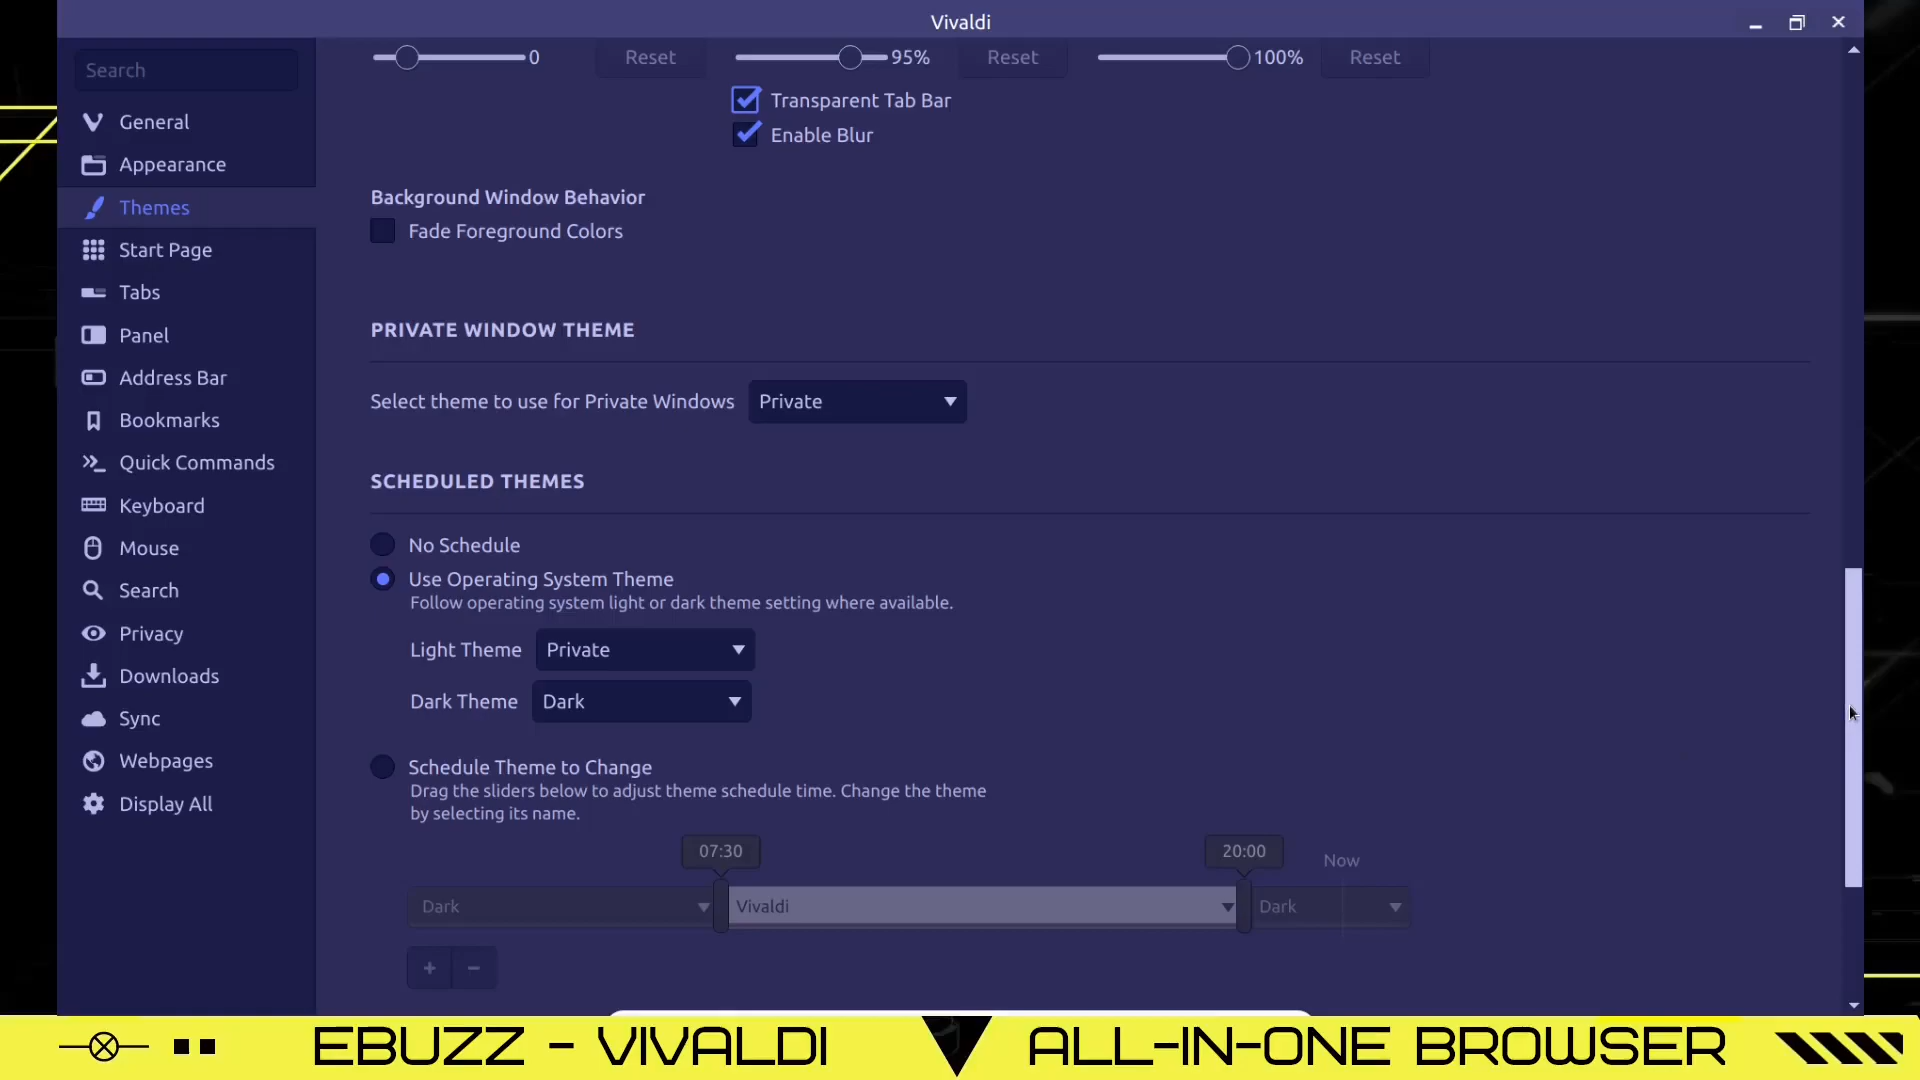 Vivaldi
Search
General
Appearance
Themes
Start Page
Tabs
Panel
Address Bar
Bookmarks
Quick Commands
Keyboard
Mouse
Search
Privacy
Downloads
Sync
Webpages
Display All
0 Reset 95% Reset 100% Reset
Transparent Tab Bar
Enable Blur
Background Window Behavior
Fade Foreground Colors
PRIVATE WINDOW THEME
Select theme to use for Private Windows Private
SCHEDULED THEMES
No Schedule
Use Operating System Theme
Follow operating system light or dark theme setting where available.
Light Theme Private
Dark Theme Dark
Schedule Theme to Change
Drag the sliders below to adjust theme schedule time. Change the theme
by selecting its name.
07:30 20:00 Now
Dark Vivaldi Dark
+ −
EBUZZ - VIVALDI ALL-IN-ONE BROWSER